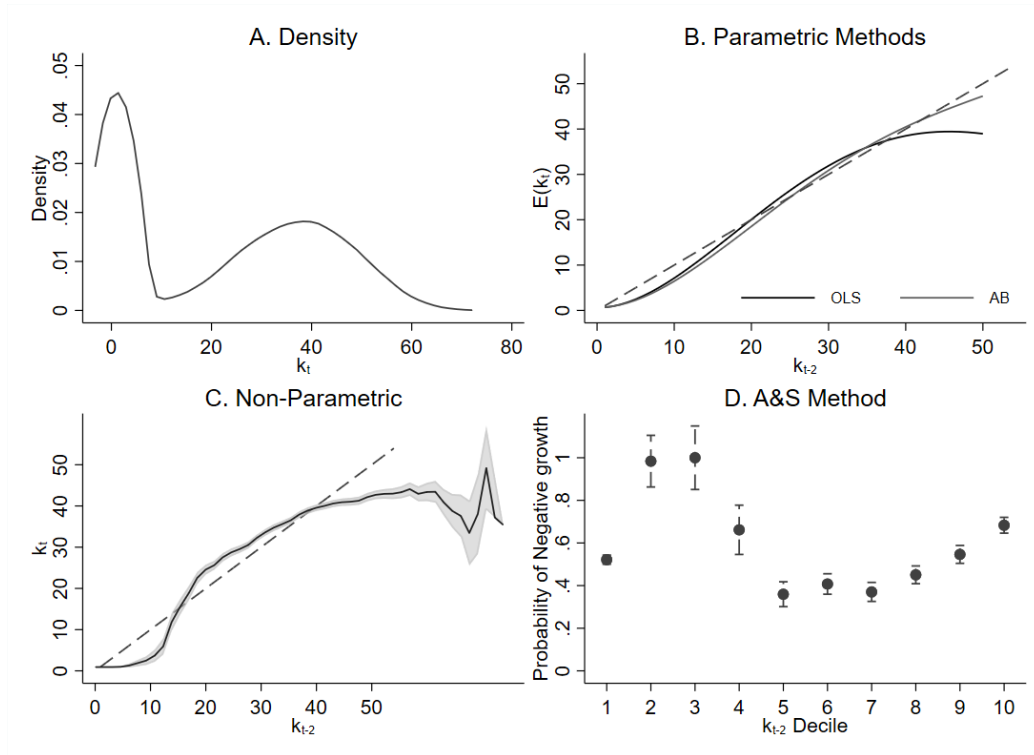 A. Density
Density
0 .01 .02 .03 .04 .05
0 20 40 60 80
kₜ
B. Parametric Methods
E(kₜ)
0 10 20 30 40 50
0 10 20 30 40 50
OLS AB
kₜ₋₂
C. Non-Parametric
kₜ
0 10 20 30 40 50
0 10 20 30 40 50
kₜ₋₂
D. A&S Method
Probability of Negative growth
0 .2 .4 .6 .8 1
1 2 3 4 5 6 7 8 9 10
kₜ₋₂ Decile